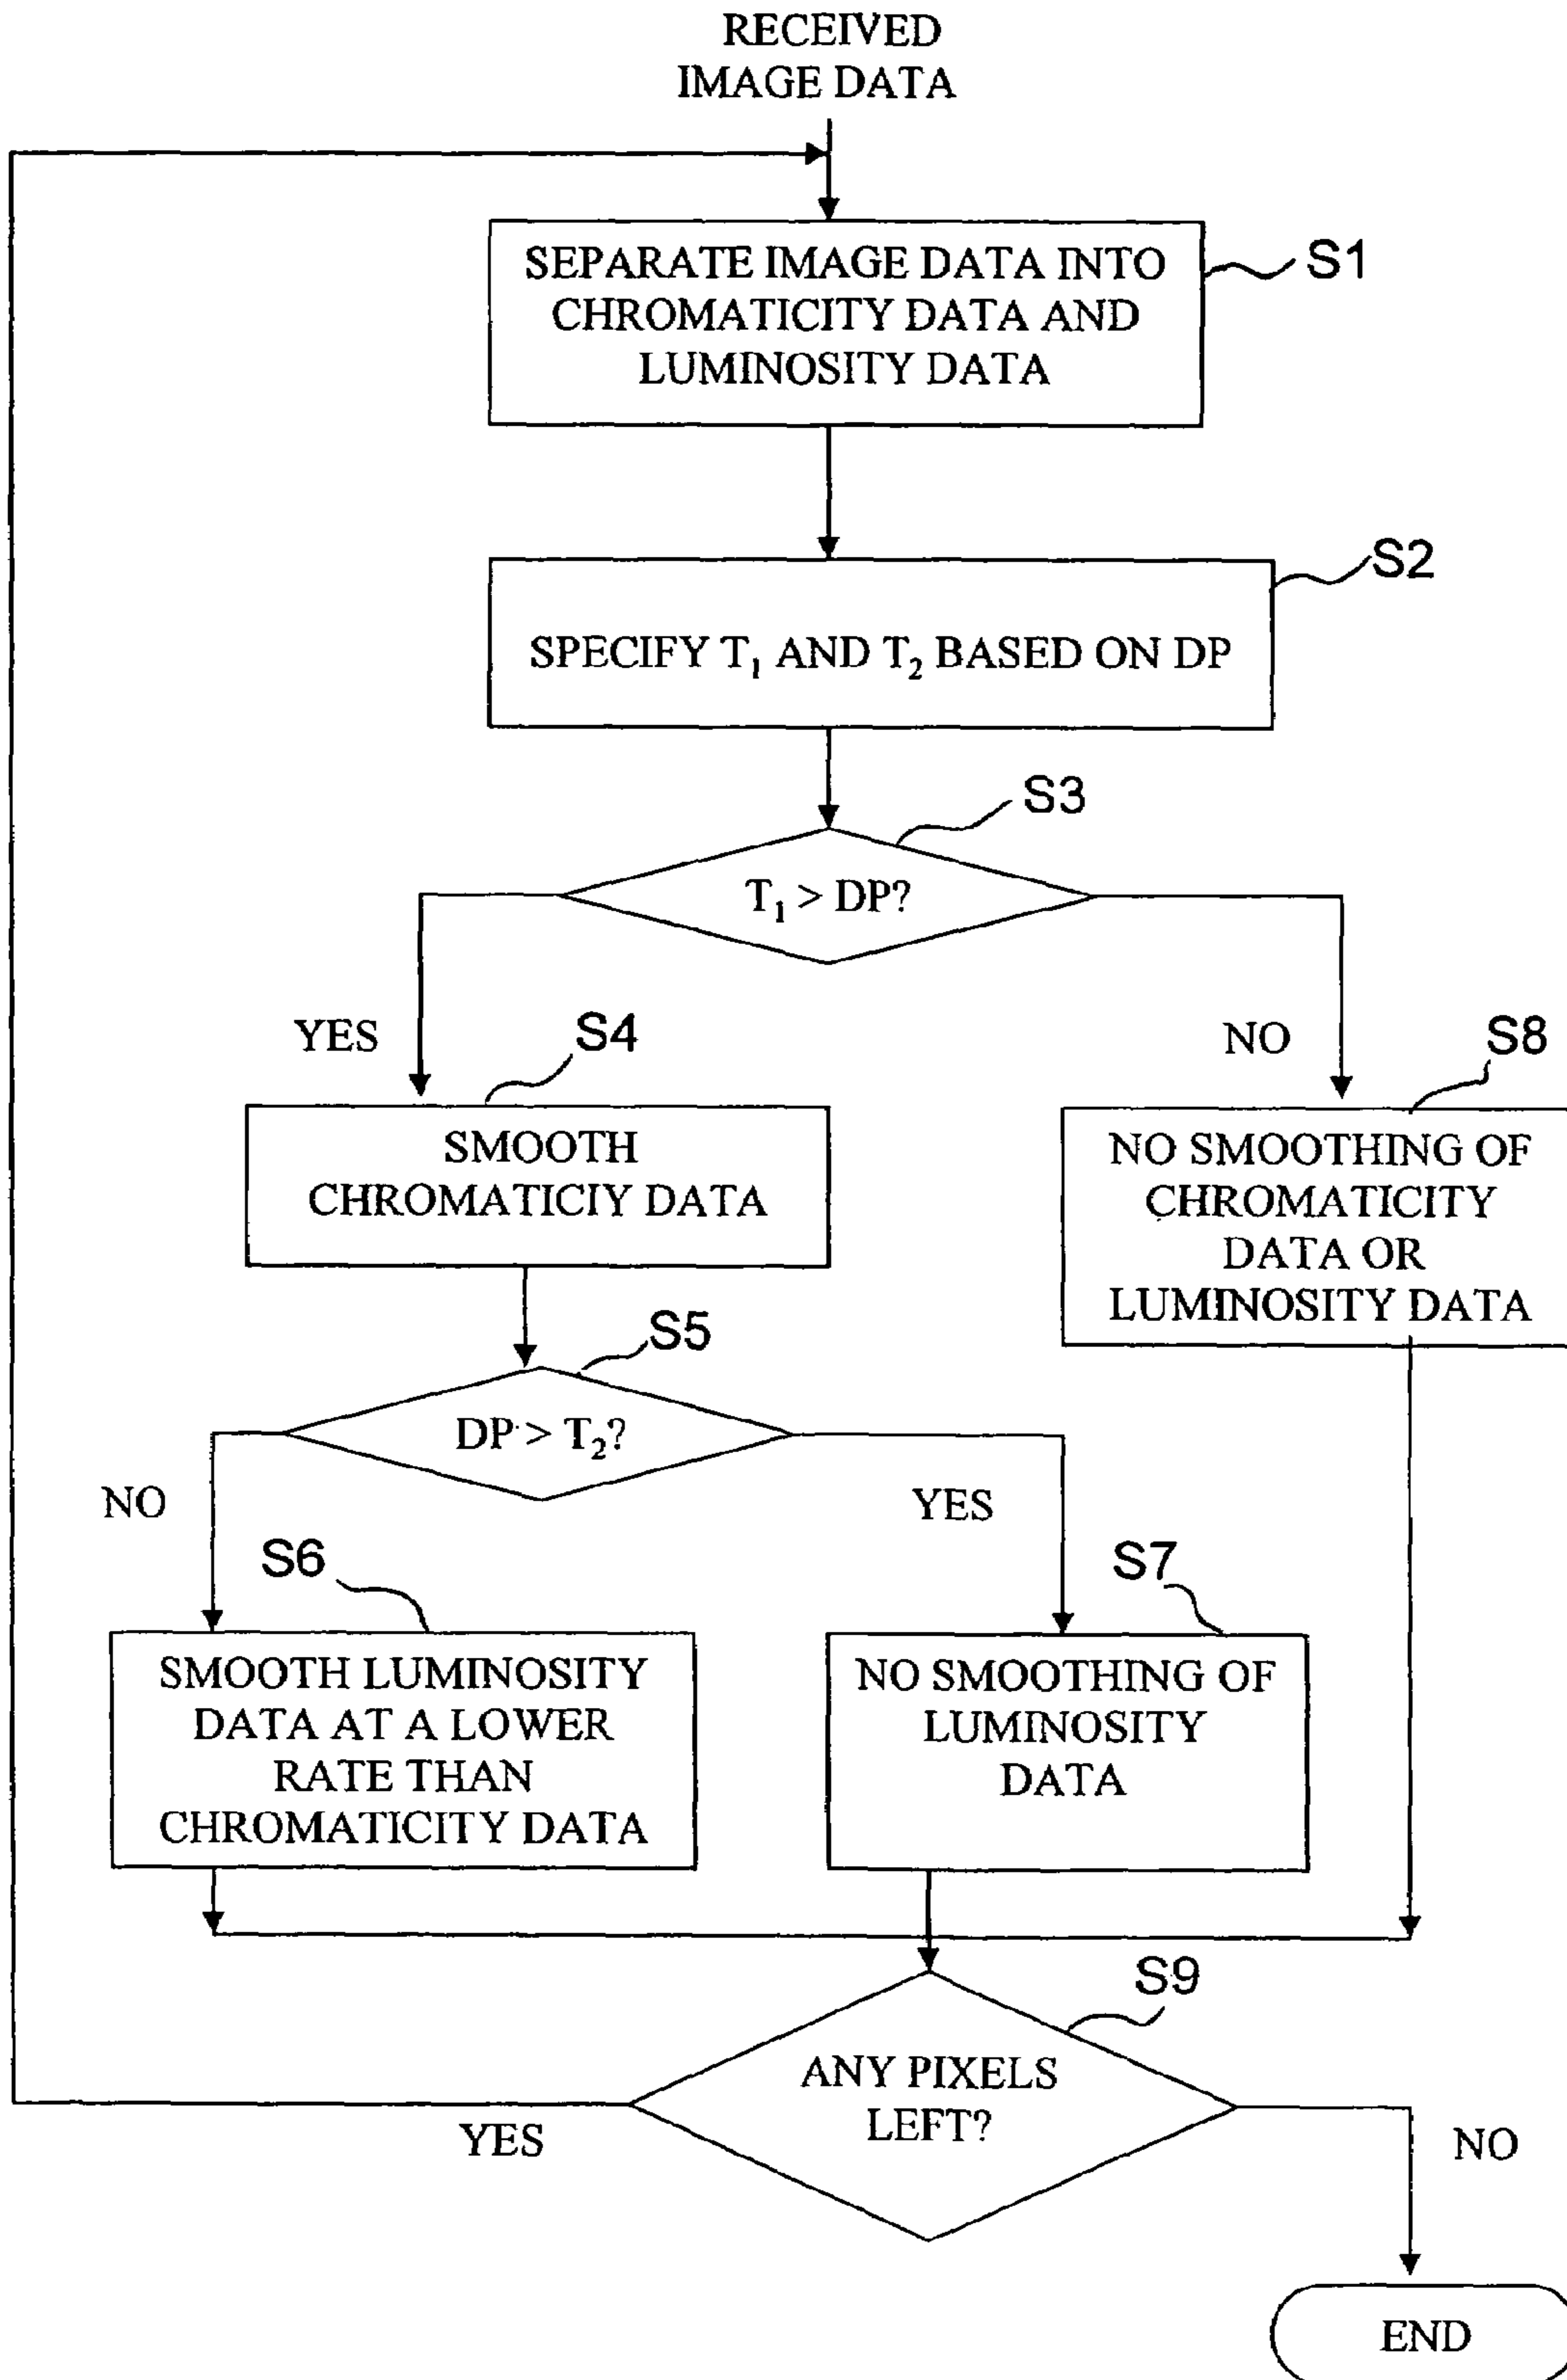 RECEIVED
IMAGE DATA
SEPARATE IMAGE DATA INTO
CHROMATICITY DATA AND
LUMINOSITY DATA
S1
SPECIFY T₁ AND T₂ BASED ON DP
S2
T₁ > DP?
S3
YES
NO
SMOOTH
CHROMATICIY DATA
S4
NO SMOOTHING OF
CHROMATICITY
DATA OR
LUMINOSITY DATA
S8
DP > T₂?
S5
NO
YES
SMOOTH LUMINOSITY
DATA AT A LOWER
RATE THAN
CHROMATICITY DATA
S6
NO SMOOTHING OF
LUMINOSITY
DATA
S7
ANY PIXELS
LEFT?
S9
YES
NO
END